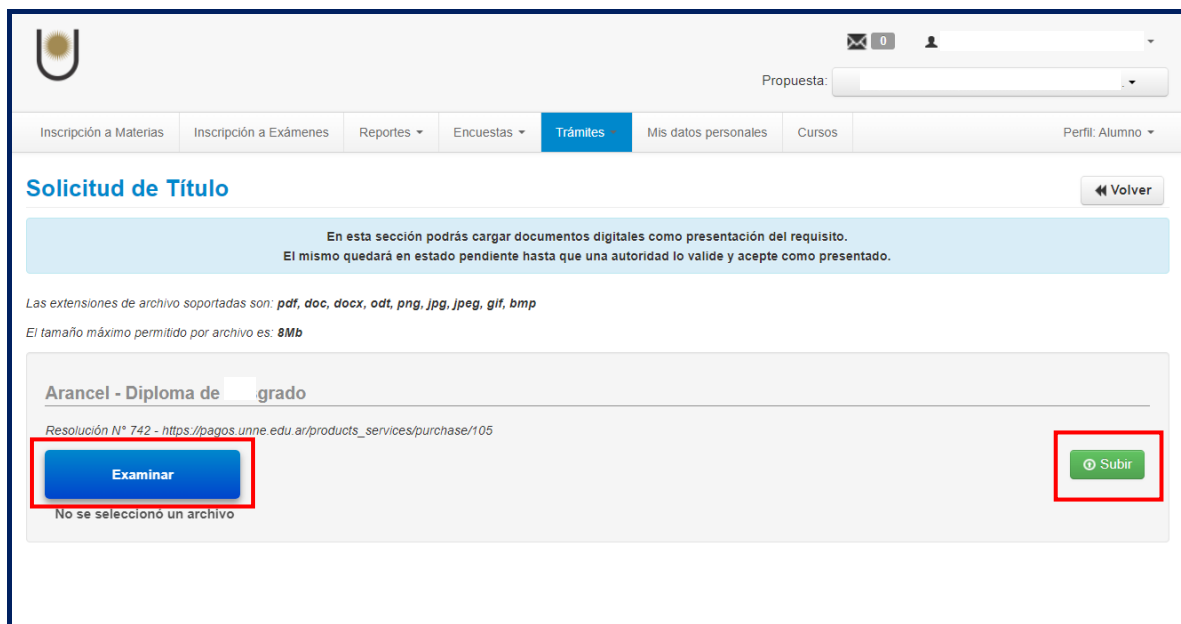 0
Propuesta:
Inscripción a Materias Inscripción a Exámenes Reportes Encuestas Trámites Mis datos personales Cursos Perfil: Alumno
Solicitud de Título
Volver
En esta sección podrás cargar documentos digitales como presentación del requisito.
El mismo quedará en estado pendiente hasta que una autoridad lo valide y acepte como presentado.
Las extensiones de archivo soportadas son: pdf, doc, docx, odt, png, jpg, jpeg, gif, bmp
El tamaño máximo permitido por archivo es: 8Mb
Arancel - Diploma de grado
Resolución N° 742 - https://pagos.unne.edu.ar/products_services/purchase/105
Examinar
Subir
No se seleccionó un archivo